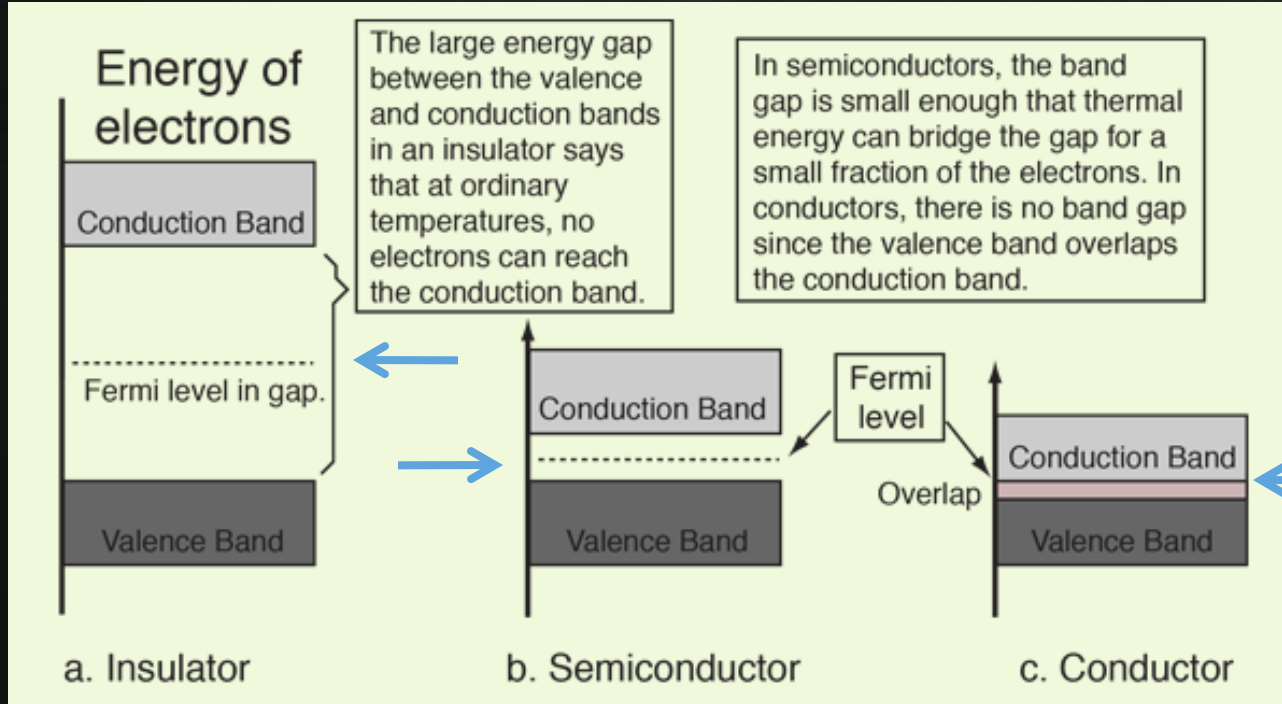 Energy of
electrons
The large energy gap
between the valence
and conduction bands
in an insulator says
that at ordinary
temperatures, no
electrons can reach
the conduction band.
In semiconductors, the band
gap is small enough that thermal
energy can bridge the gap for a
small fraction of the electrons. In
conductors, there is no band gap
since the valence band overlaps
the conduction band.
Conduction Band
Fermi level in gap.
Valence Band
Conduction Band
Valence Band
Fermi
level
Conduction Band
Overlap
Valence Band
a. Insulator
b. Semiconductor
c. Conductor